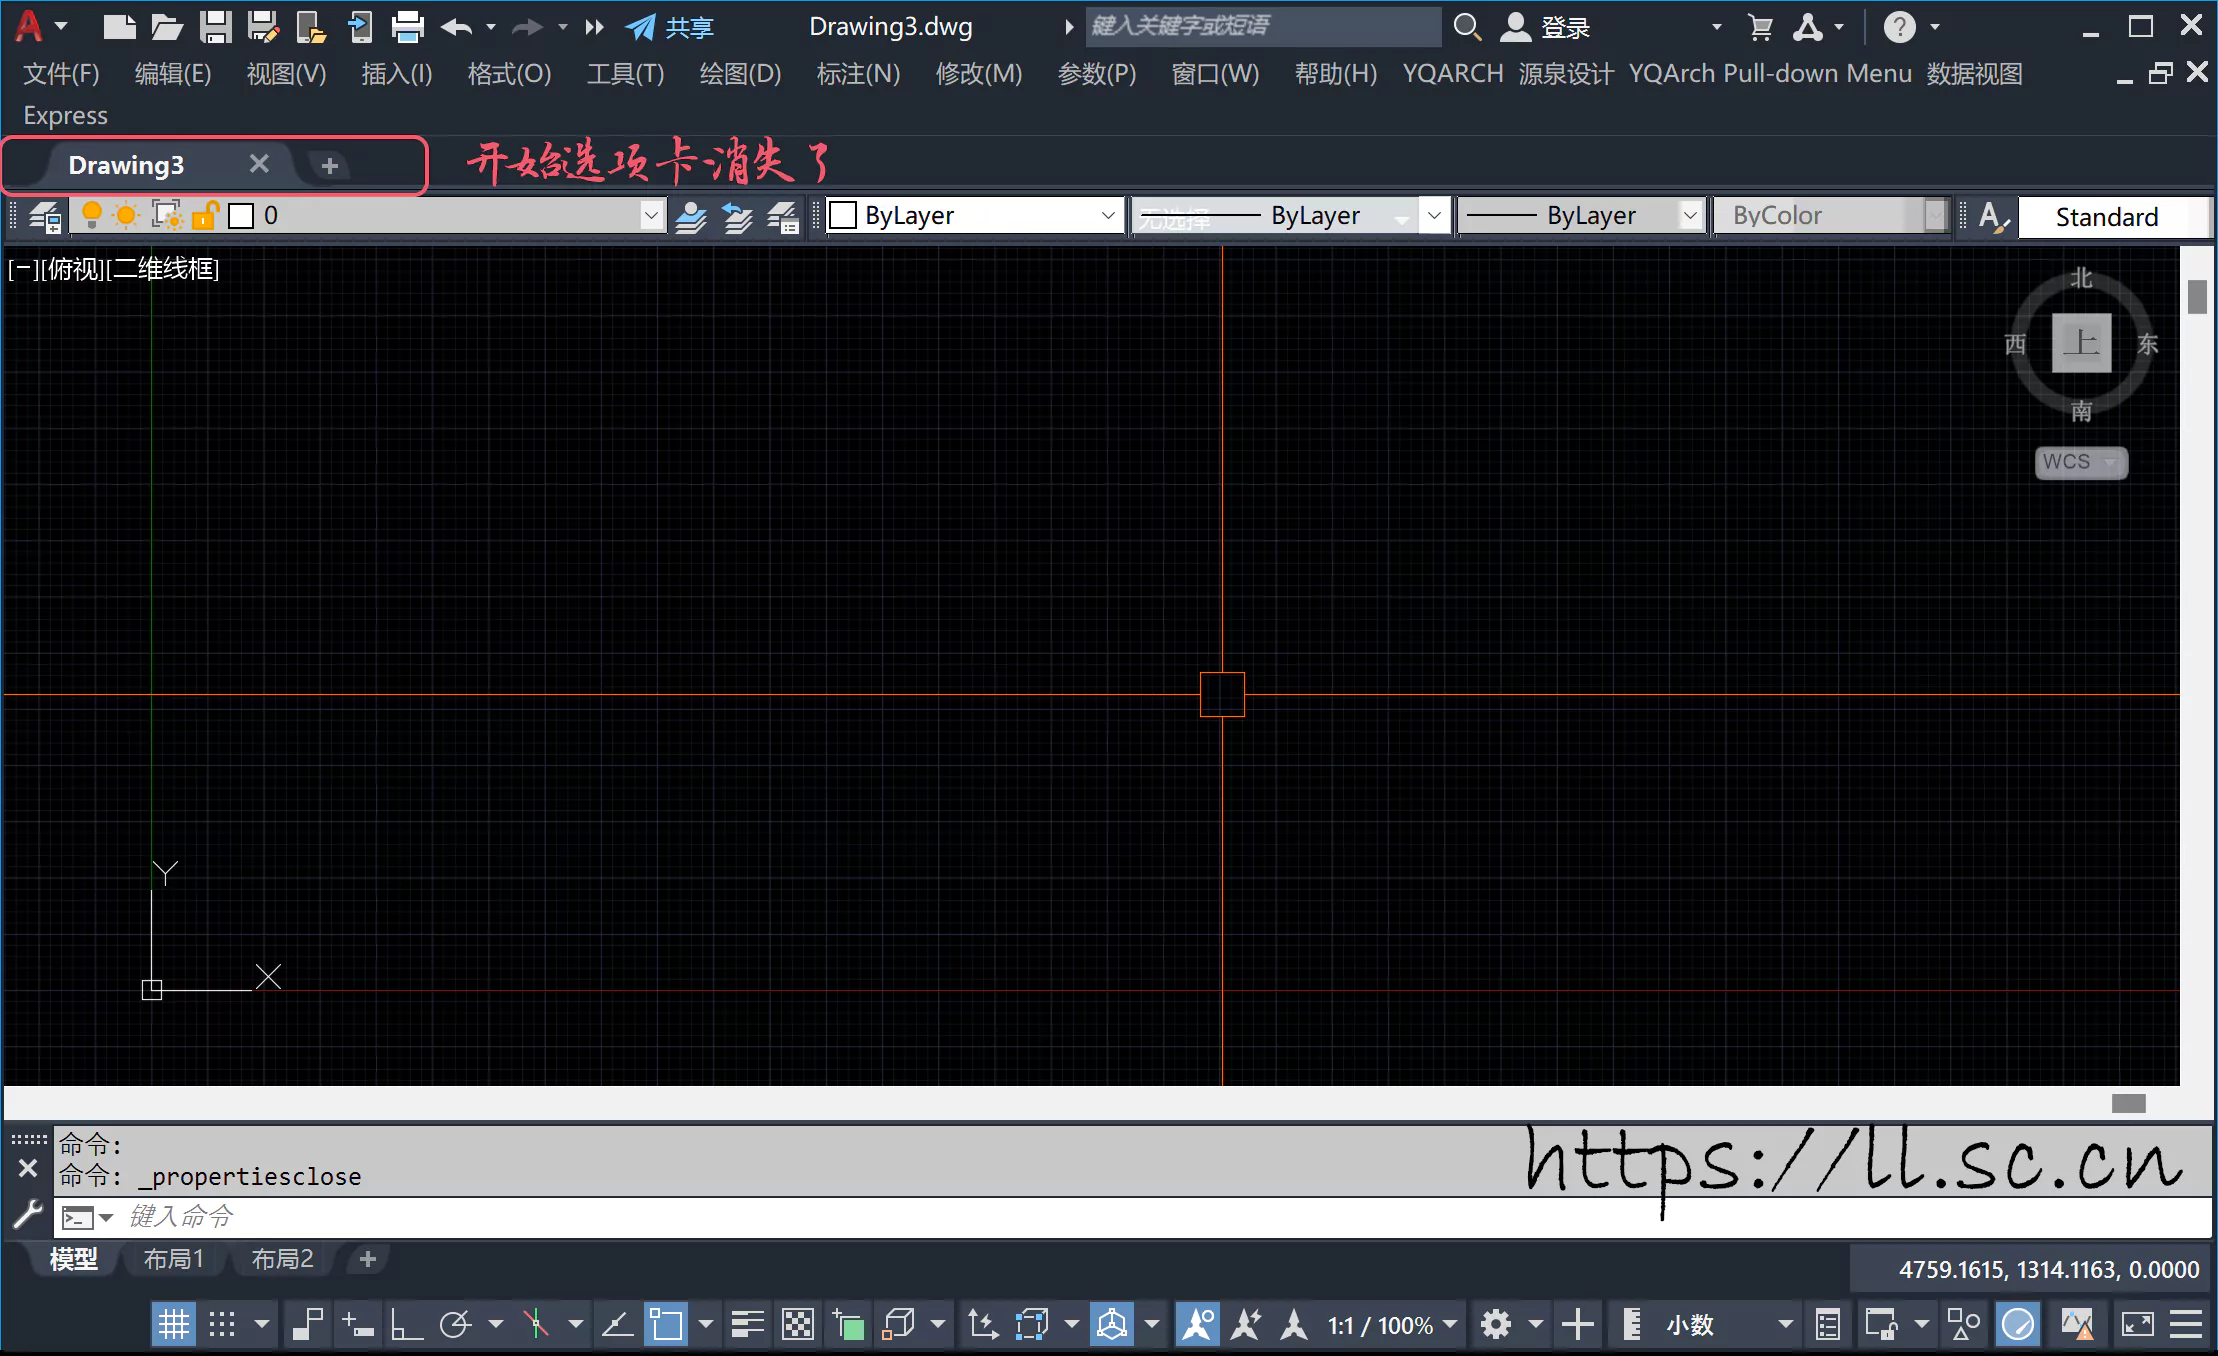 共享 Drawing3.dwg 键入关键字或短语 登录
文件(F) 编辑(E) 视图(V) 插入(I) 格式(O) 工具(T) 绘图(D) 标注(N) 修改(M) 参数(P) 窗口(W) 帮助(H) YQARCH 源泉设计 YQArch Pull-down Menu 数据视图
Express
Drawing3 开始选项卡消失了
0 ByLayer 无选择 ByLayer ByLayer ByColor Standard
[−][俯视][二维线框]
北
西 上 东
南
WCS
Y
X
命令:
命令: _propertiesclose
https://ll.sc.cn
键入命令
模型 布局1 布局2
4759.1615, 1314.1163, 0.0000
1:1 / 100% 小数